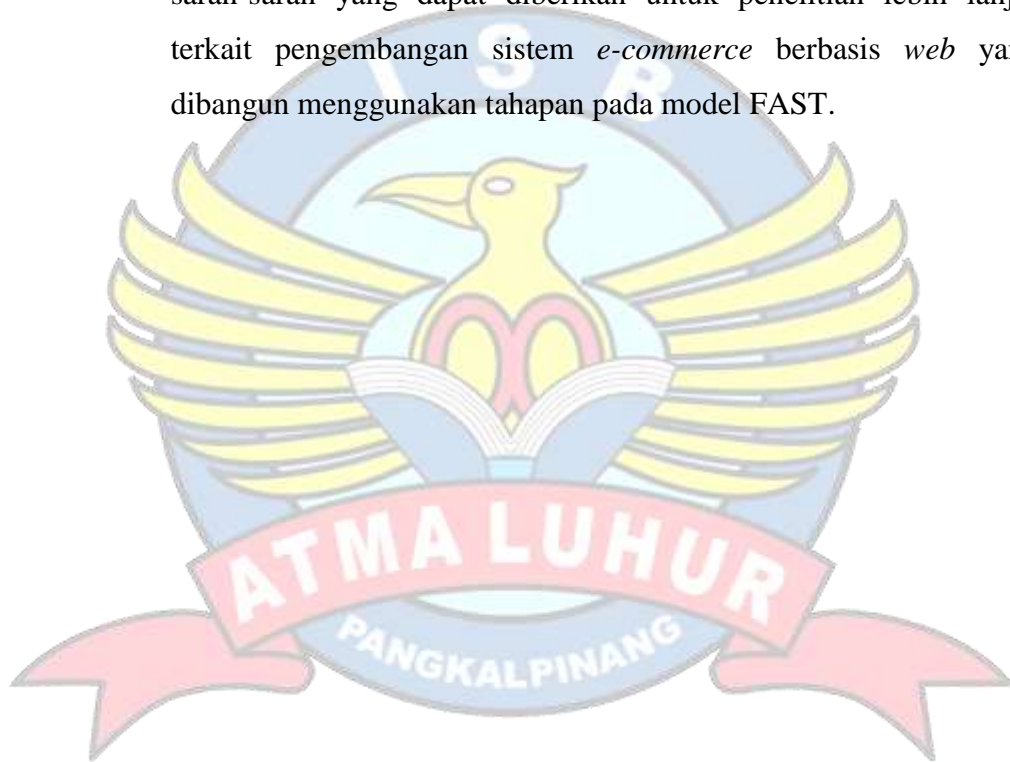 saran-saran yang dapat diberikan untuk penelitian lebih
terkait pengembangan sistem e-commerce berbasis web
dibangun menggunakan tahapan pada model FAST.
I S B
ATMA LUHUR
PANGKALPINANG